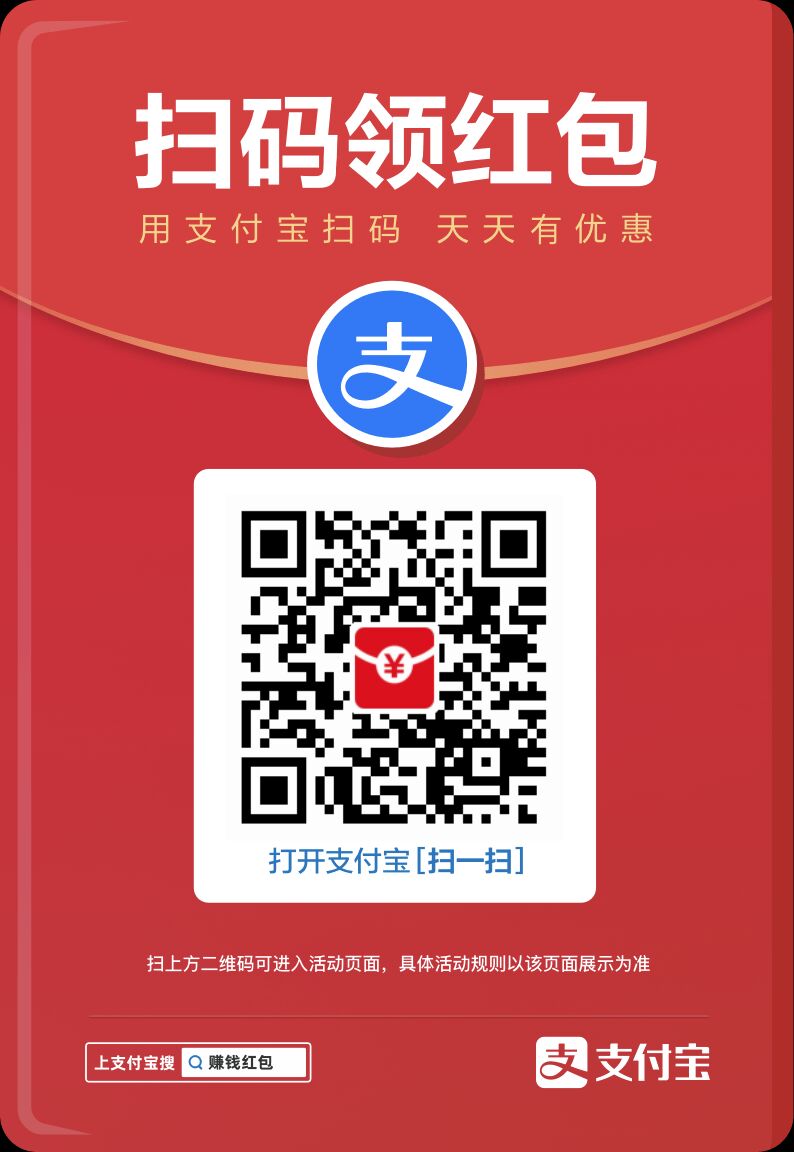 扫码领红包
用支付宝扫码 天天有优惠
支
¥
打开支付宝[扫一扫]
扫上方二维码可进入活动页面，具体活动规则以该页面展示为准
上支付宝搜 赚钱红包
支 支付宝